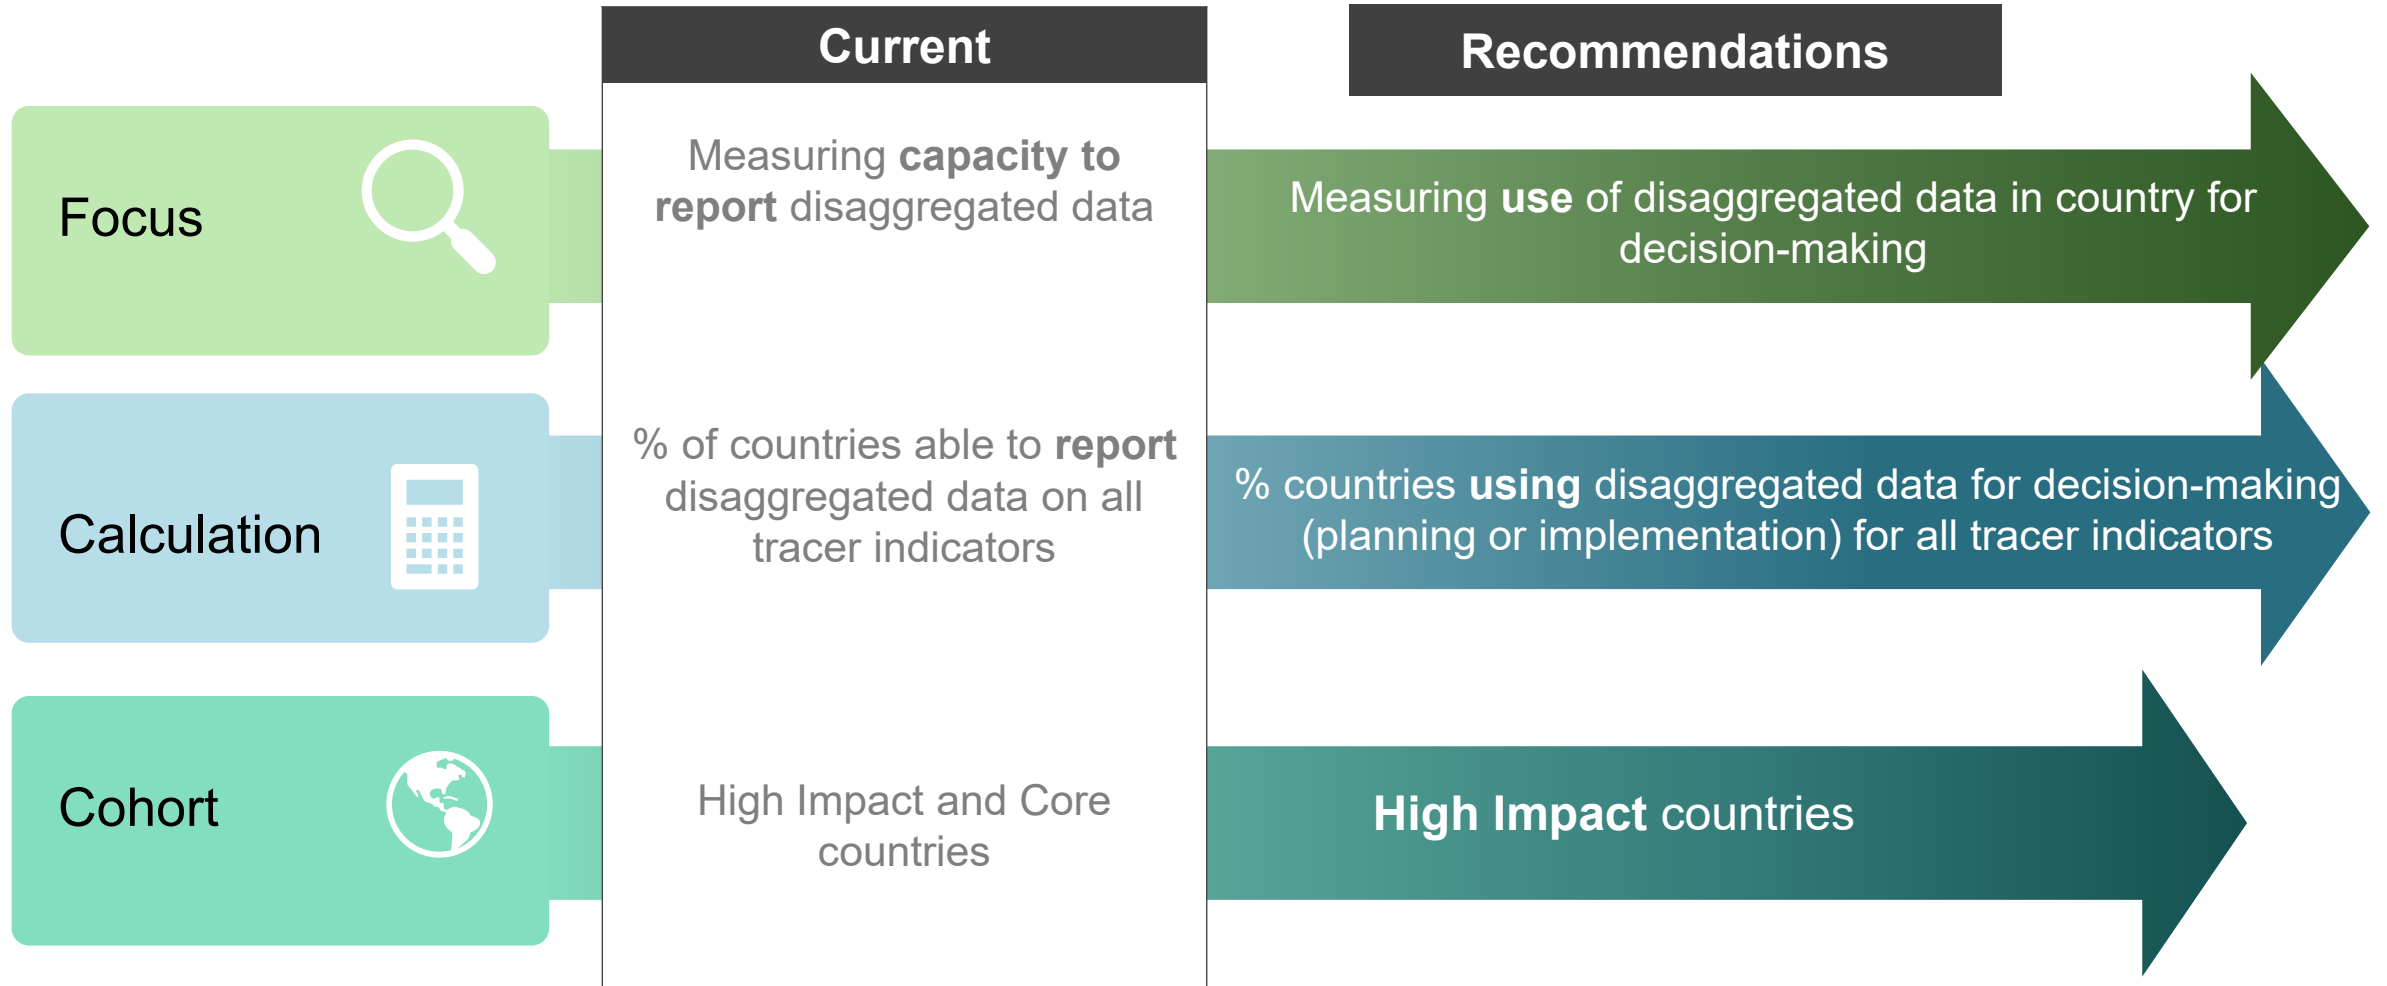 Current
Recommendations
Focus
Measuring capacity to
report disaggregated data
Measuring use of disaggregated data in country for
decision-making
Calculation
% of countries able to report
disaggregated data on all
tracer indicators
% countries using disaggregated data for decision-making
(planning or implementation) for all tracer indicators
Cohort
High Impact and Core
countries
High Impact countries